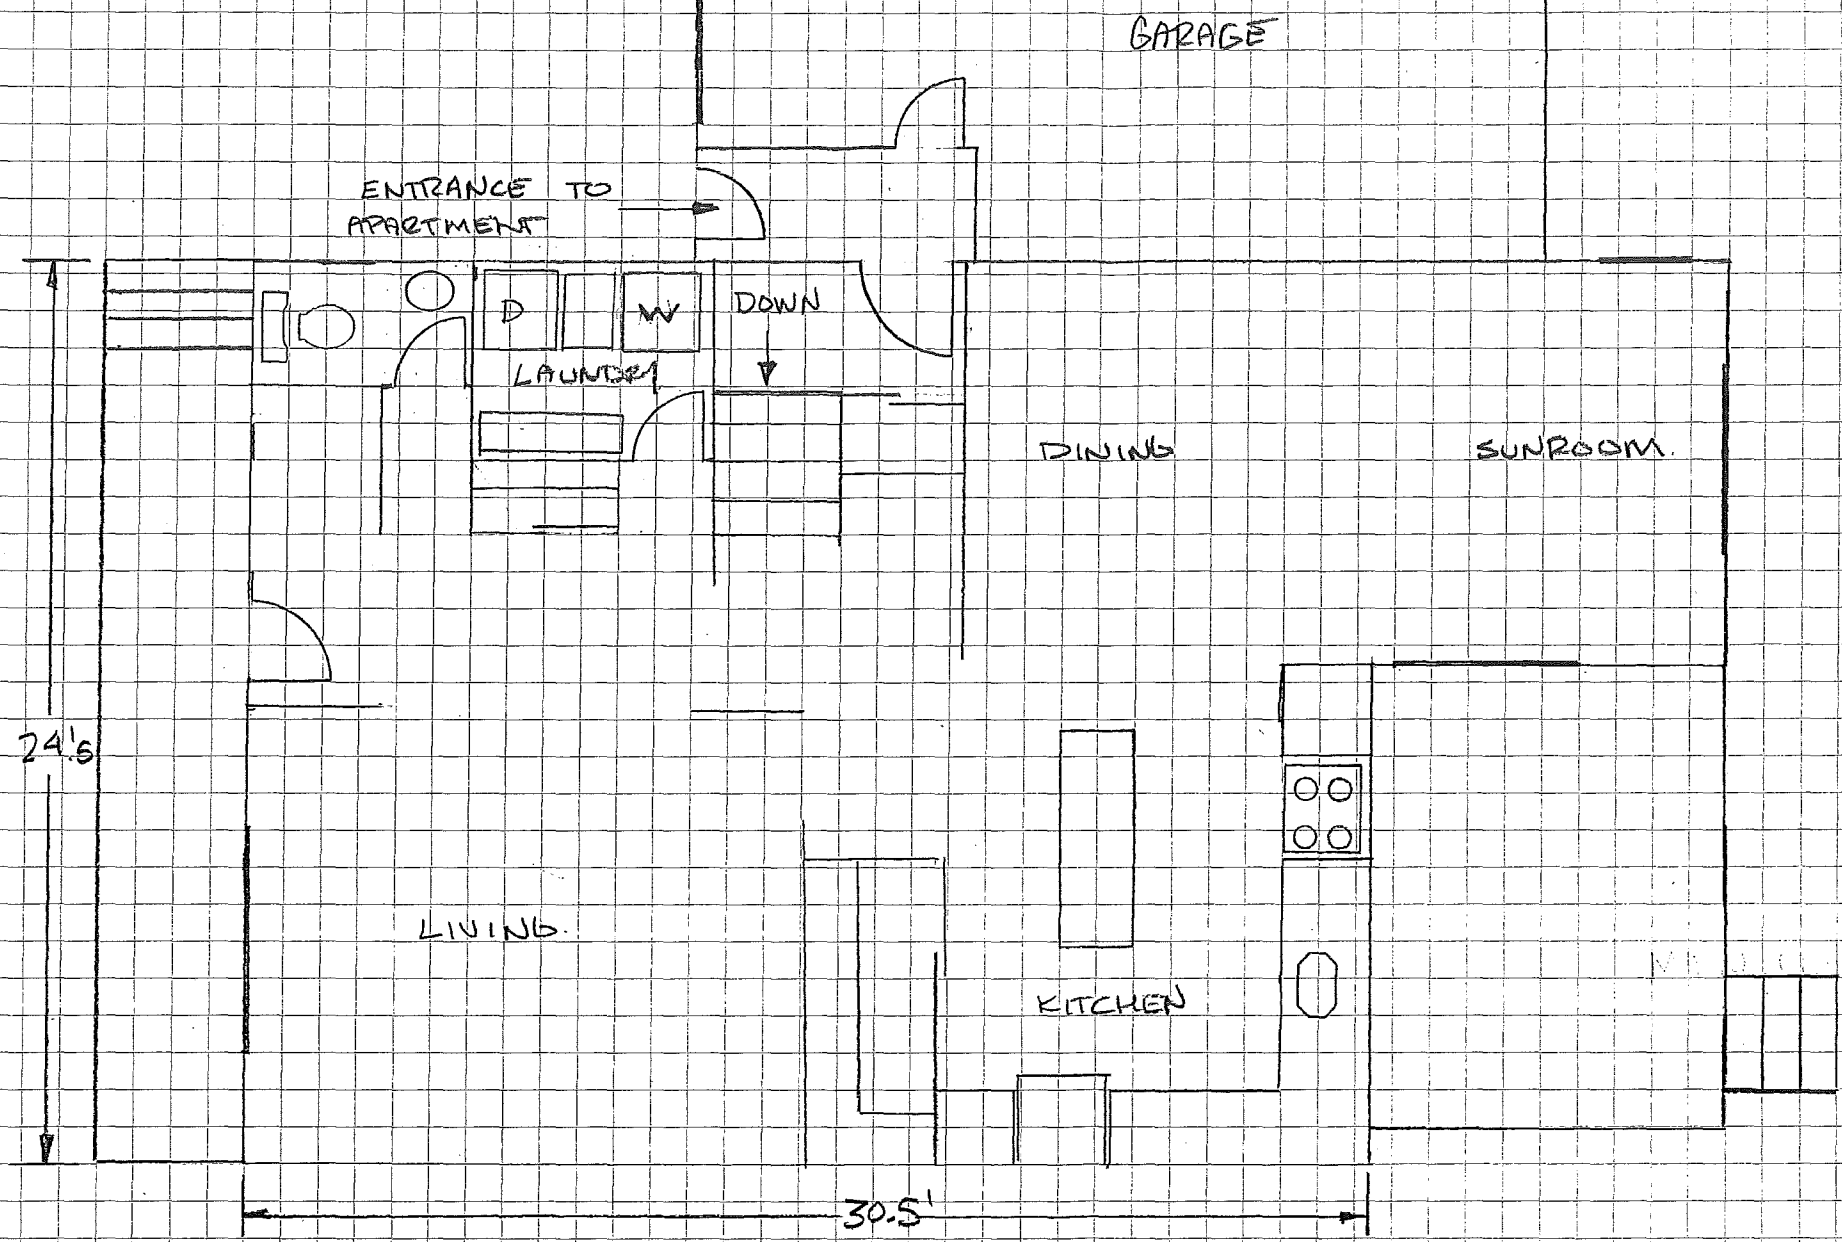 GARAGE
ENTRANCE TO
APARTMENT
D
W
DOWN
LAUNDRY
DINING
SUNROOM.
24.'5
LIVING.
KITCHEN
30.5'